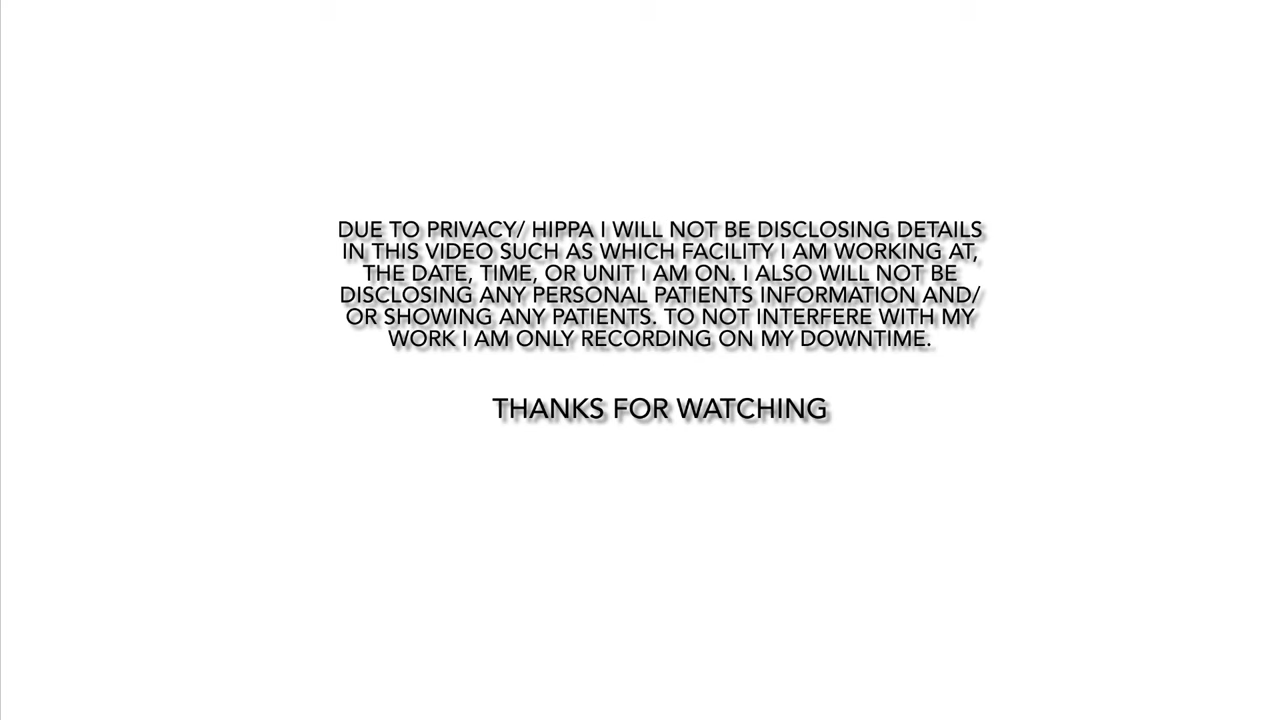 DUE TO PRIVACY/ HIPPA I WILL NOT BE DISCLOSING DETAILS
IN THIS VIDEO SUCH AS WHICH FACILITY I AM WORKING AT,
THE DATE, TIME, OR UNIT I AM ON. I ALSO WILL NOT BE
DISCLOSING ANY PERSONAL PATIENTS INFORMATION AND/
OR SHOWING ANY PATIENTS. TO NOT INTERFERE WITH MY
WORK I AM ONLY RECORDING ON MY DOWNTIME.
THANKS FOR WATCHING